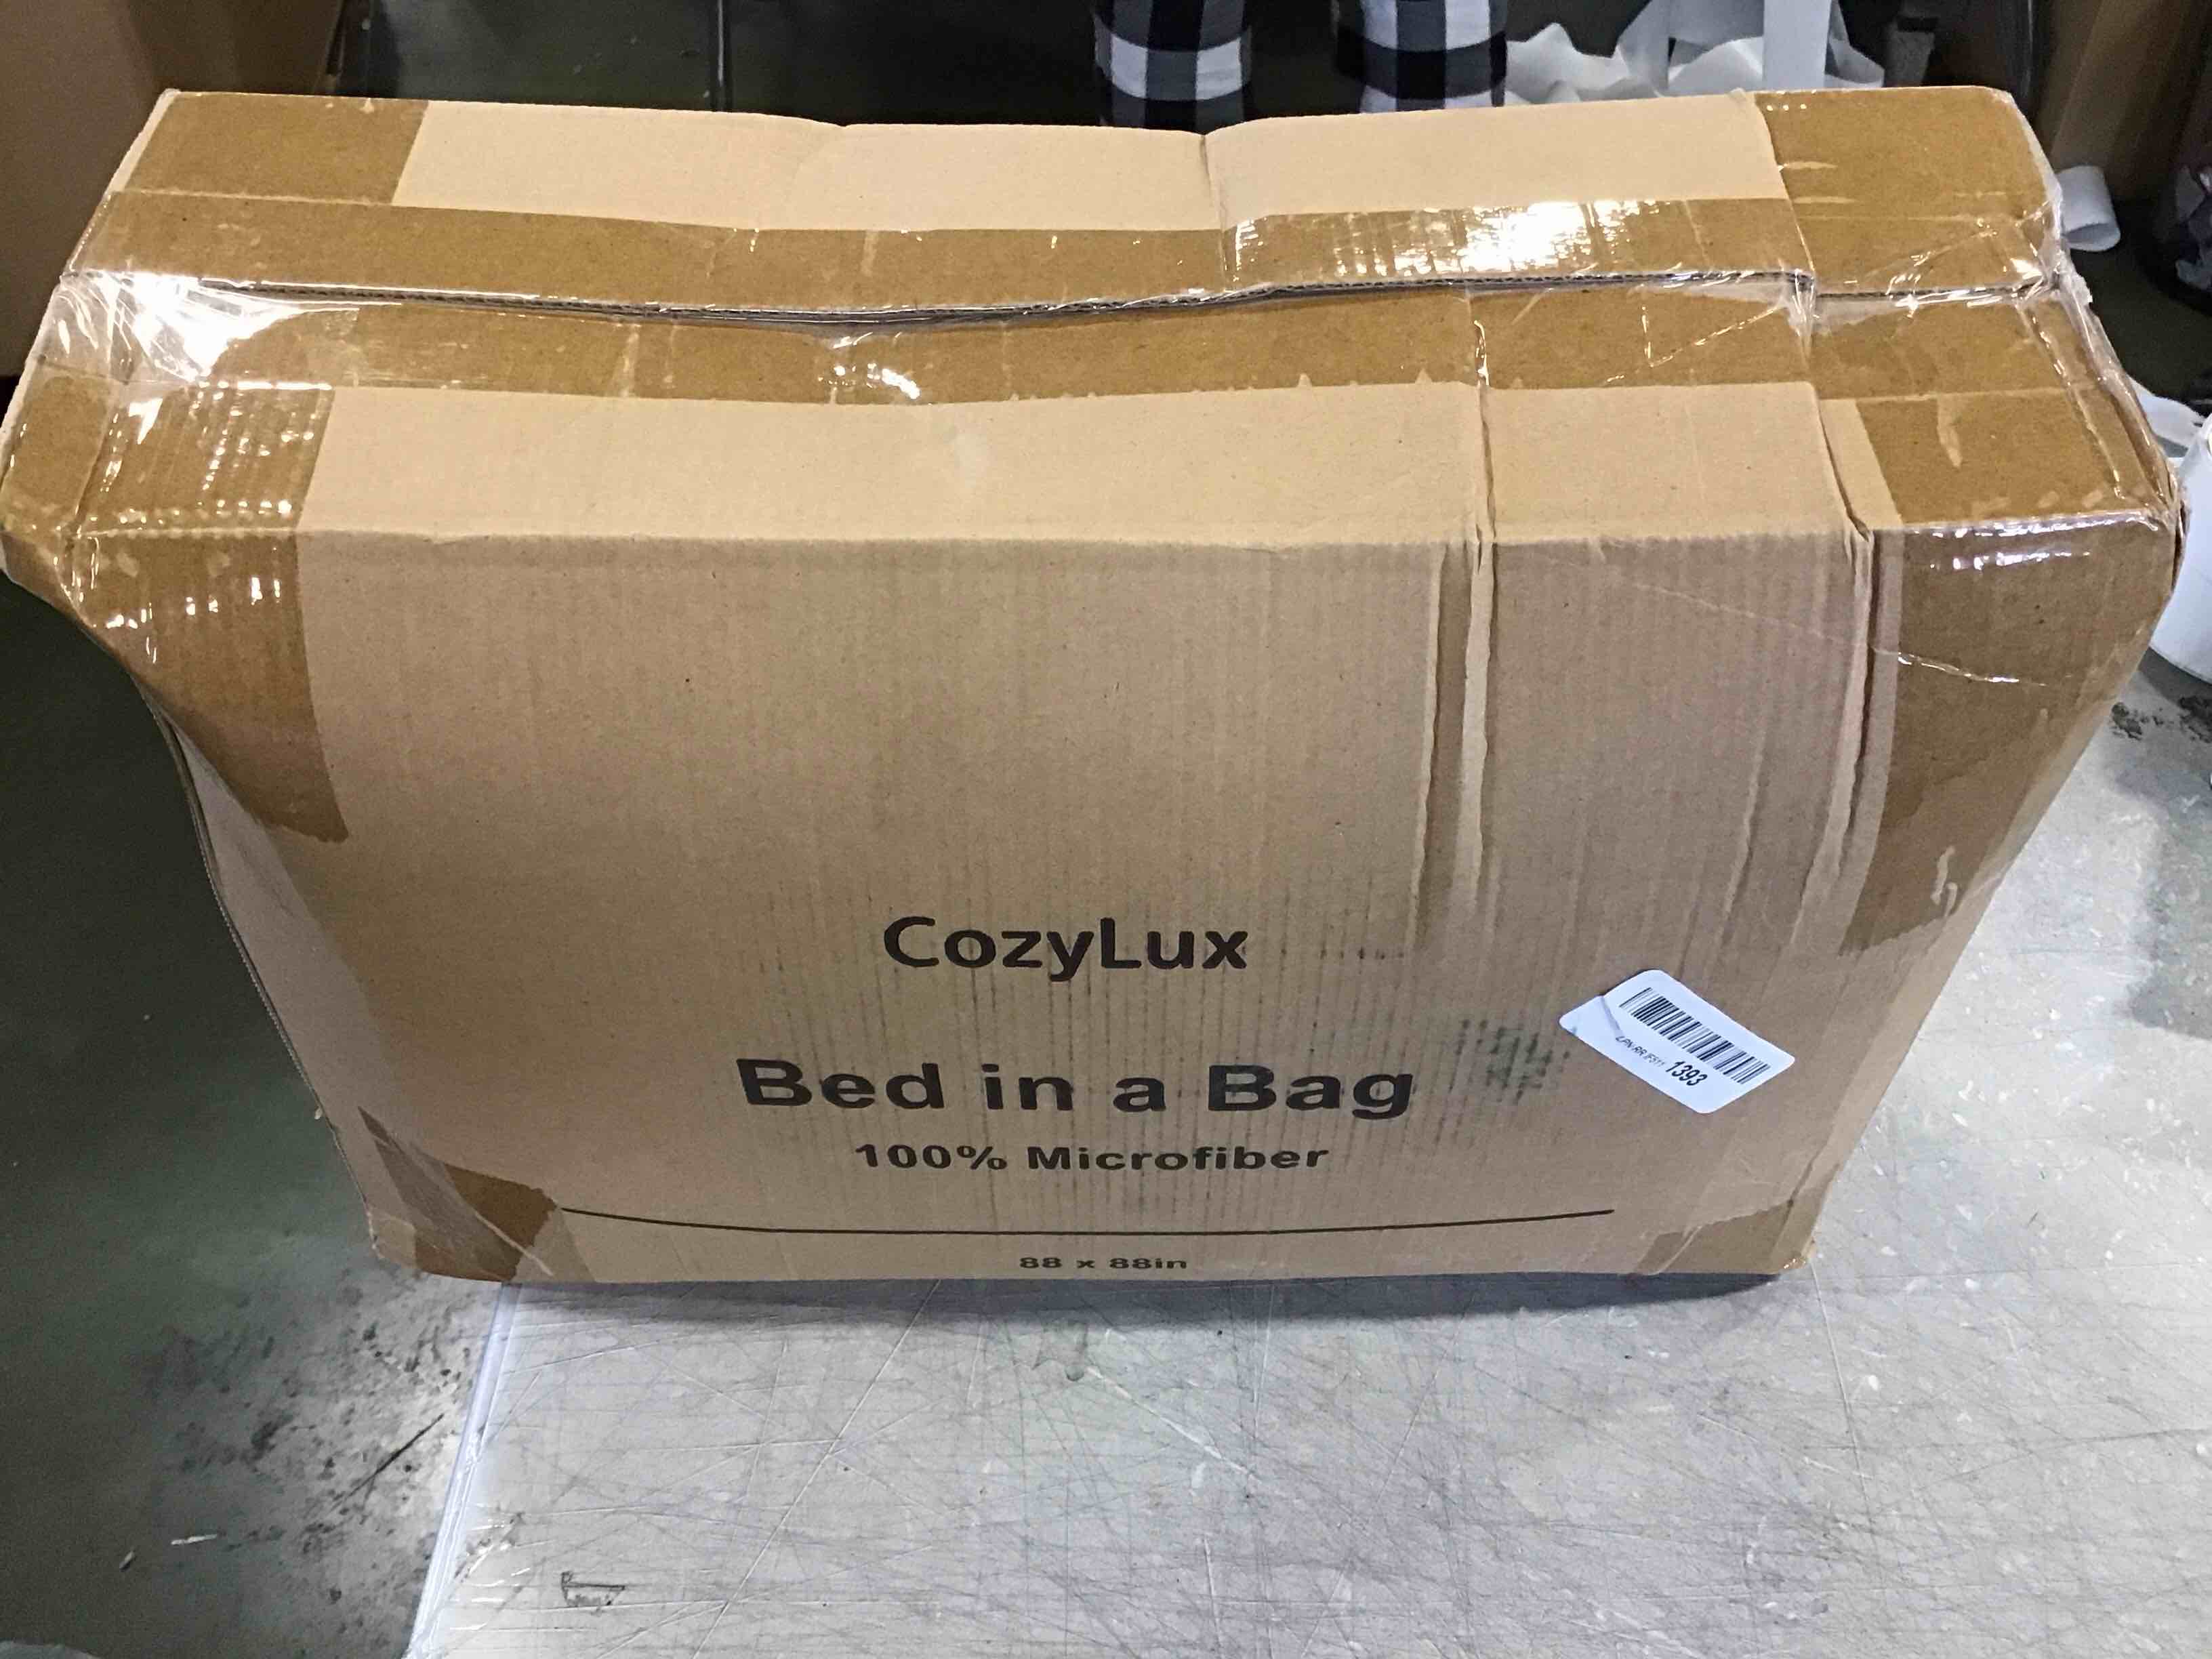 CozyLux
Bed in a Bag
100% Microfiber
88 x 88in
1393